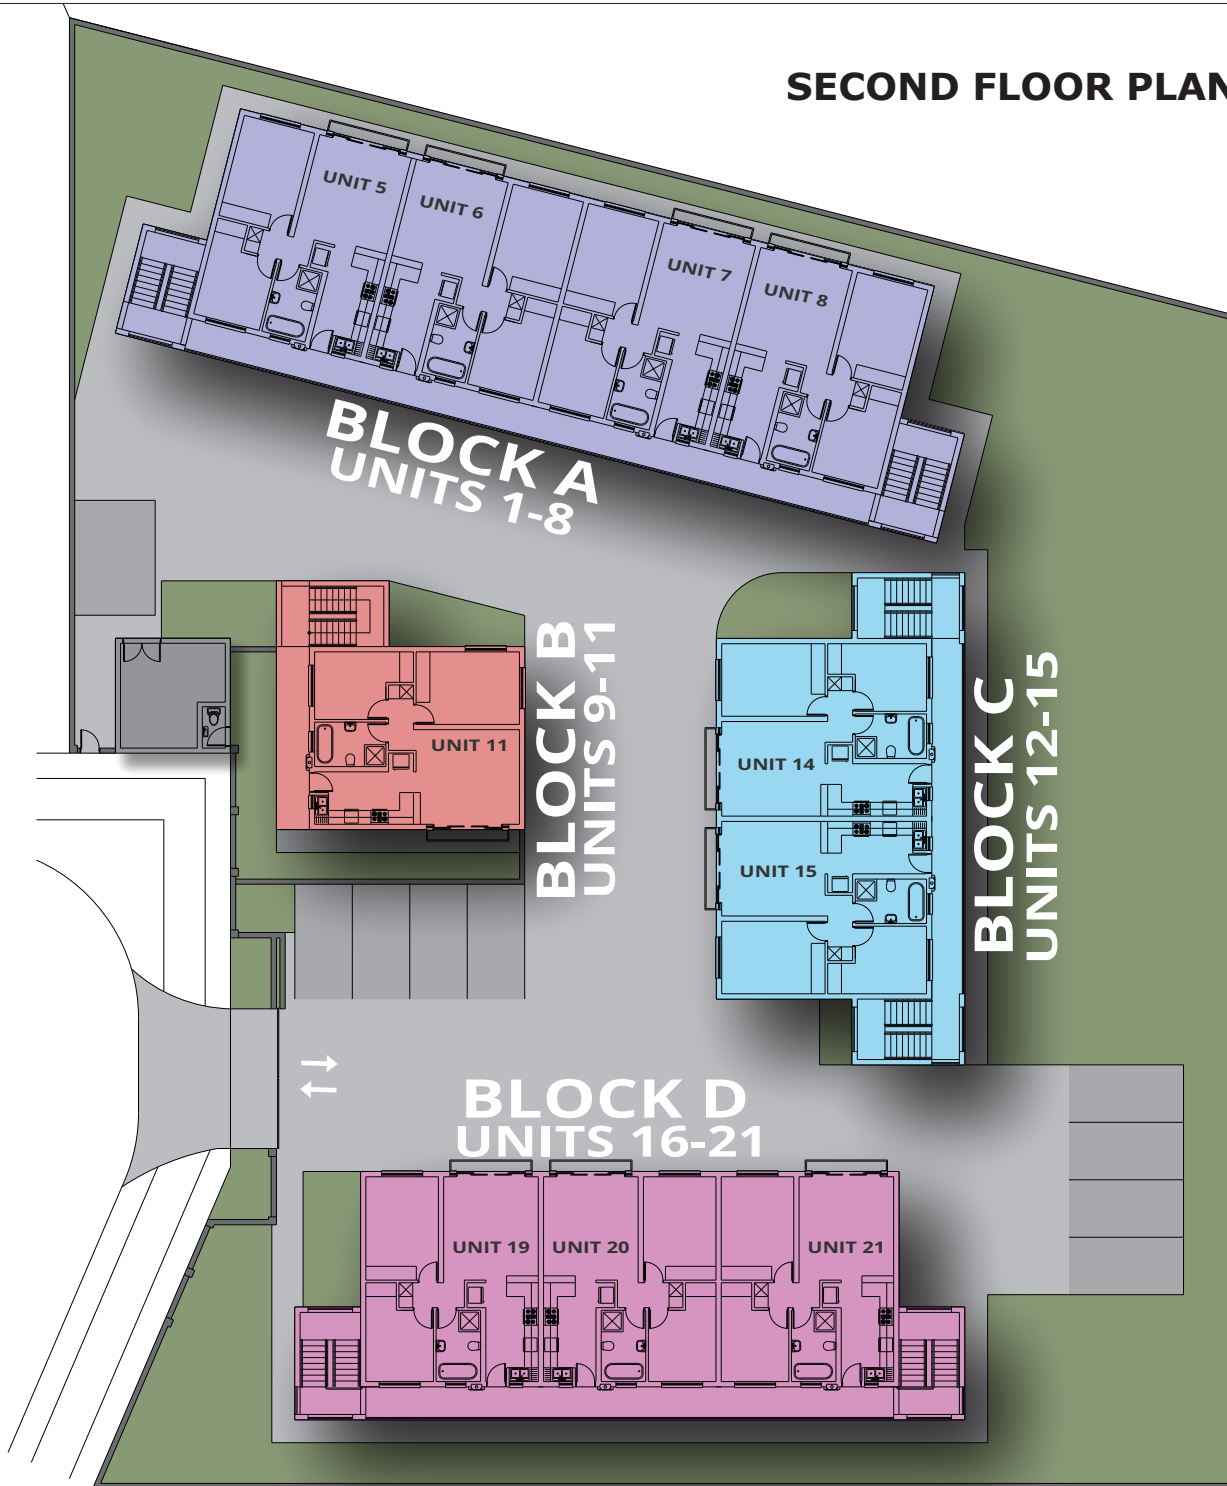 SECOND FLOOR PLAN
UNIT 5
UNIT 6
UNIT 7
UNIT 8
BLOCK A
UNITS 1-8
UNIT 11
BLOCK B
UNITS 9-11
UNIT 14
UNIT 15
BLOCK C
UNITS 12-15
BLOCK D
UNITS 16-21
UNIT 19
UNIT 20
UNIT 21